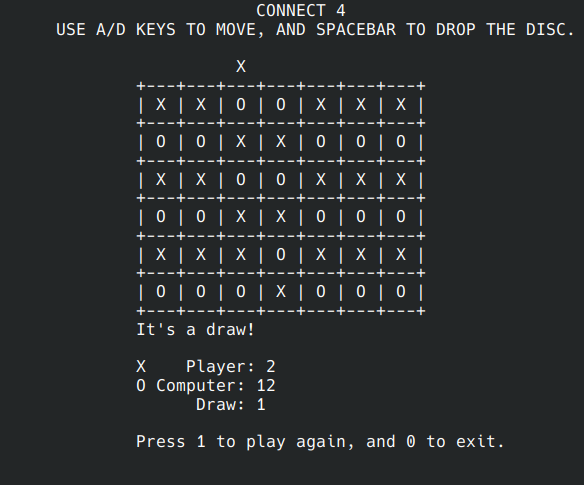 CONNECT 4
USE A/D KEYS TO MOVE, AND SPACEBAR TO DROP THE DISC.
X
+---+---+---+---+---+---+---+
| X | X | O | O | X | X | X |
+---+---+---+---+---+---+---+
| O | O | X | X | O | O | O |
+---+---+---+---+---+---+---+
| X | X | O | O | X | X | X |
+---+---+---+---+---+---+---+
| O | O | X | X | O | O | O |
+---+---+---+---+---+---+---+
| X | X | X | O | X | X | X |
+---+---+---+---+---+---+---+
| O | O | O | X | O | O | O |
+---+---+---+---+---+---+---+
It's a draw!
X    Player: 2
O Computer: 12
Draw: 1
Press 1 to play again, and 0 to exit.